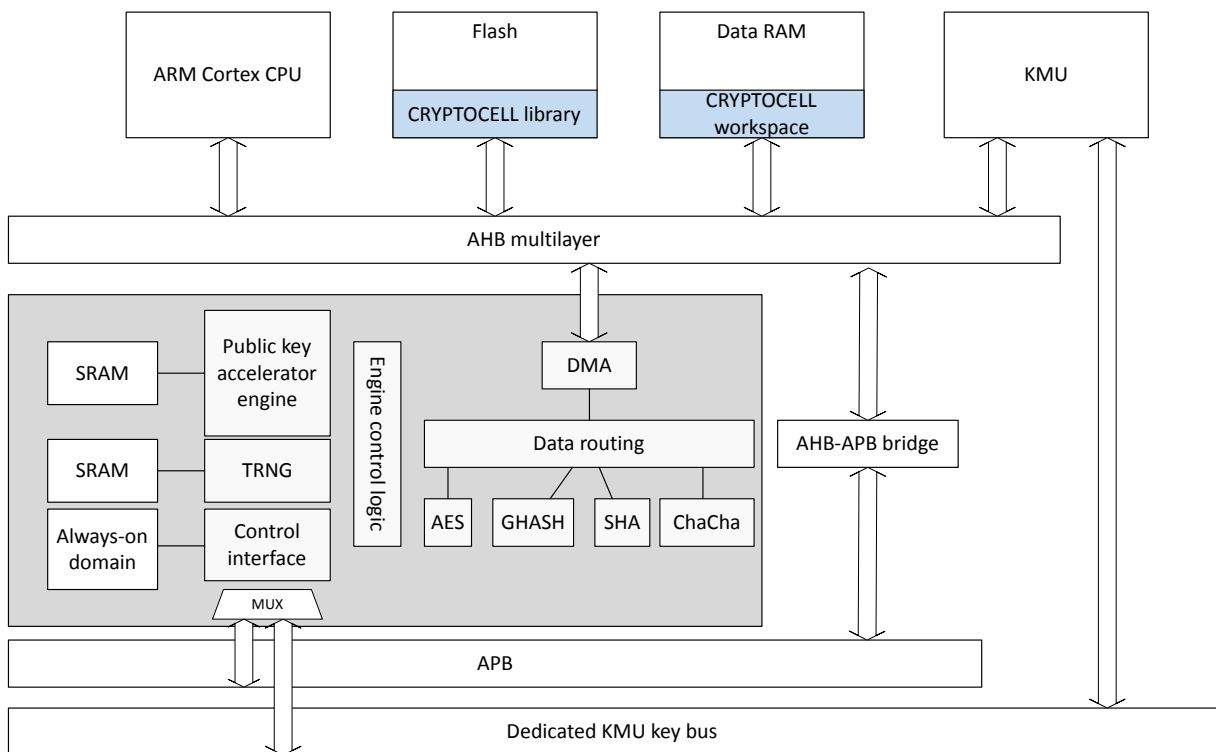 ARM Cortex CPU
Flash
CRYPTOCELL library
Data RAM
CRYPTOCELL
workspace
KMU
AHB multilayer
SRAM
Public key
accelerator
engine
Engine control logic
DMA
Data routing
AHB-APB bridge
SRAM
TRNG
AES
GHASH
SHA
ChaCha
Always-on
domain
Control
interface
MUX
APB
Dedicated KMU key bus